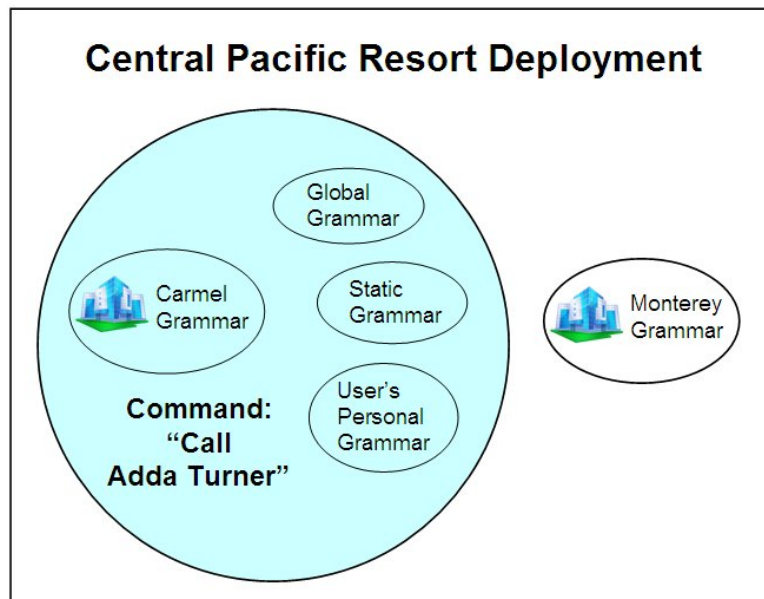 Central Pacific Resort Deployment
Global
Grammar
Carmel
Grammar
Static
Grammar
Monterey
Grammar
User’s
Personal
Grammar
Command:
“Call
Adda Turner”